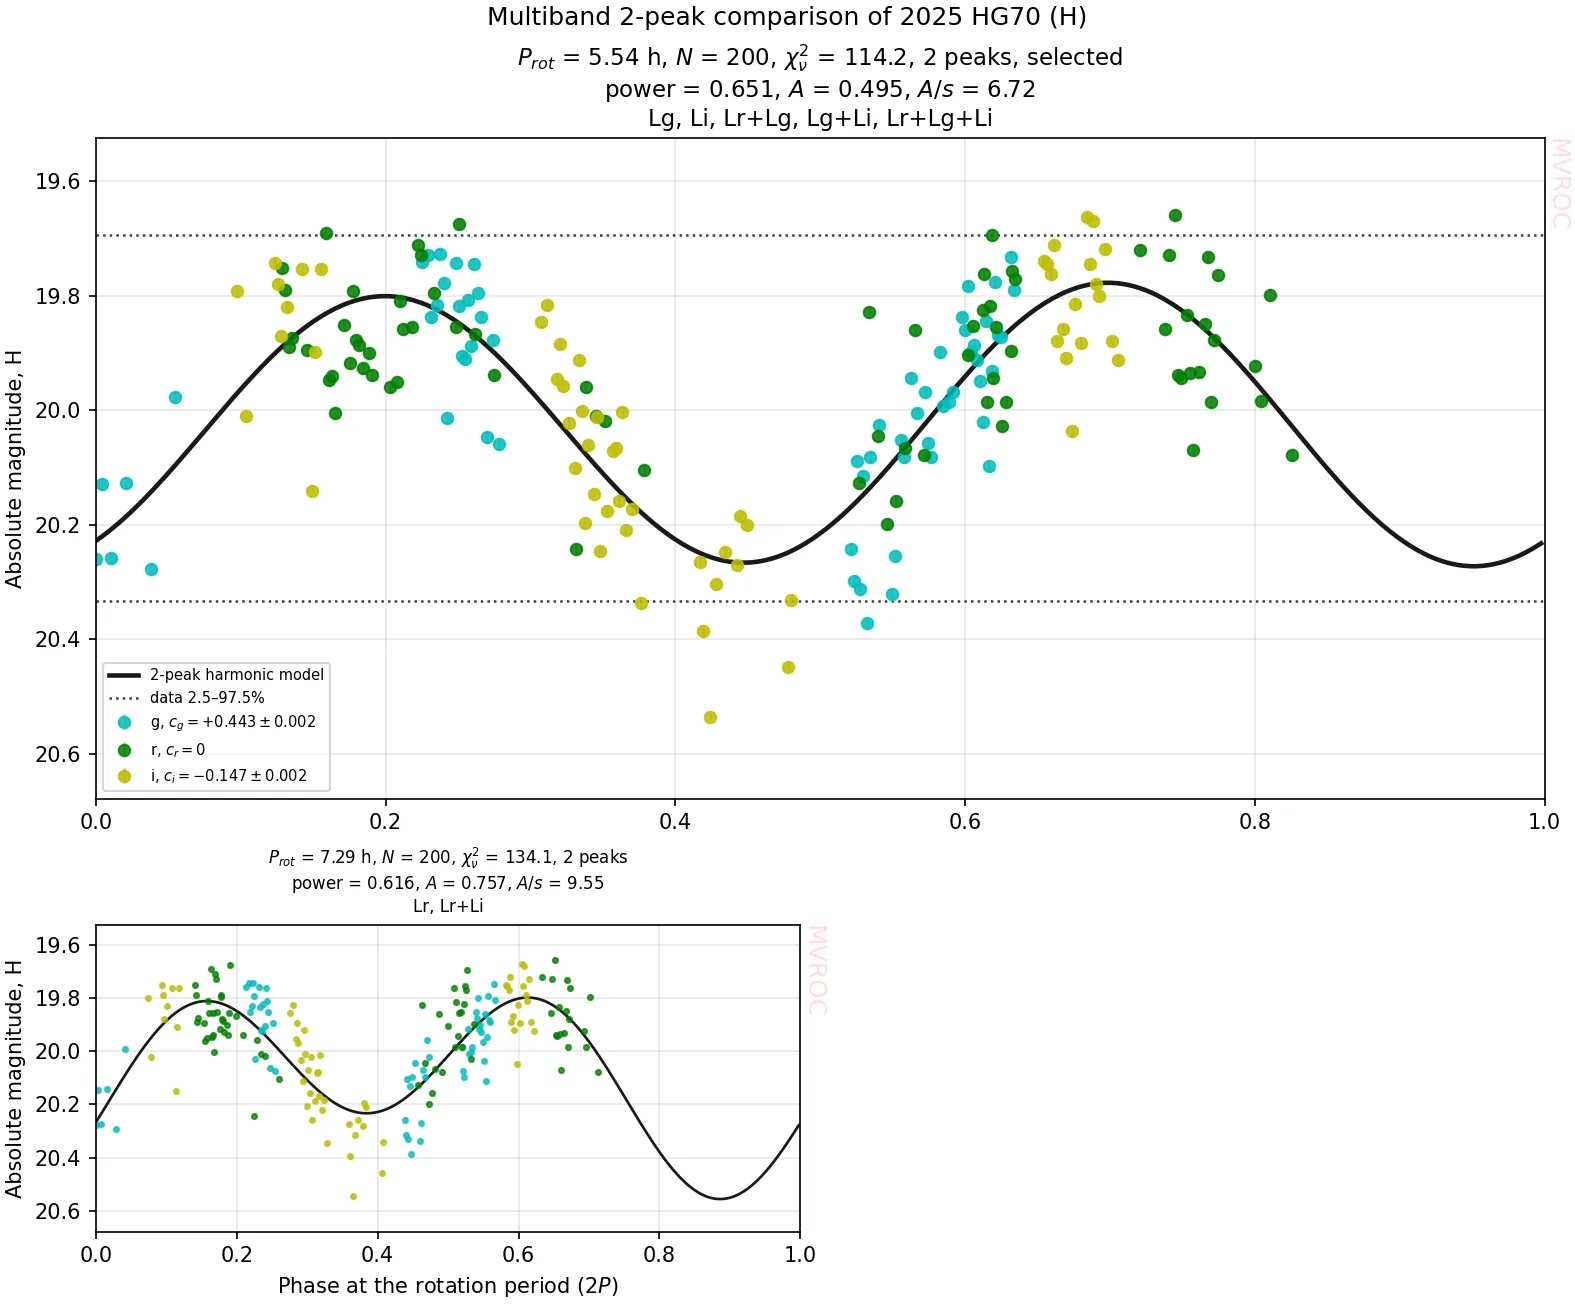 Multiband 2-peak comparison of 2025 HG70 (H)
P_rot = 5.54 h, N = 200, χ²_ν = 114.2, 2 peaks, selected
power = 0.651, A = 0.495, A/s = 6.72
Lg, Li, Lr+Lg, Lg+Li, Lr+Lg+Li
MVROC
Absolute magnitude, H
19.6
19.8
20.0
20.2
20.4
20.6
2-peak harmonic model
data 2.5–97.5%
g, c_g = +0.443 ± 0.002
r, c_r = 0
i, c_i = −0.147 ± 0.002
0.0 0.2 0.4 0.6 0.8 1.0
P_rot = 7.29 h, N = 200, χ²_ν = 134.1, 2 peaks
power = 0.616, A = 0.757, A/s = 9.55
Lr, Lr+Li
MVROC
Absolute magnitude, H
19.6
19.8
20.0
20.2
20.4
20.6
0.0 0.2 0.4 0.6 0.8 1.0
Phase at the rotation period (2P)